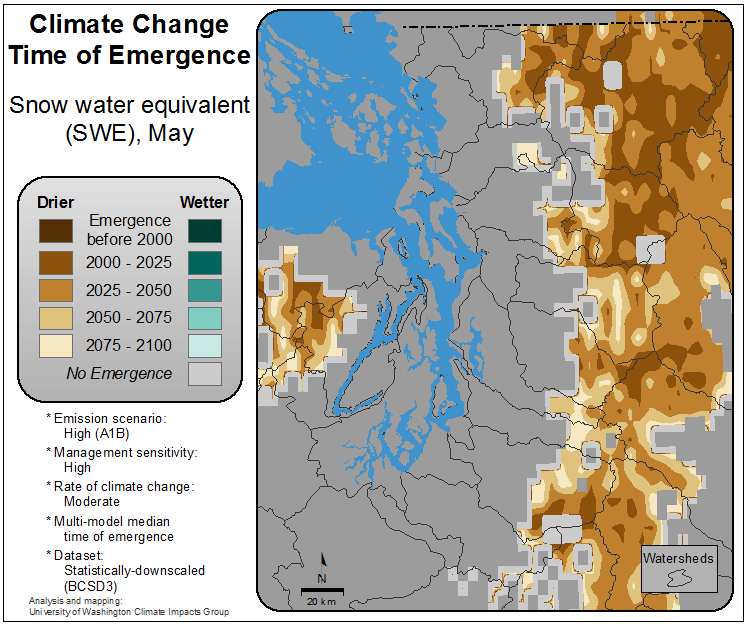 Climate Change
Time of Emergence
Snow water equivalent
(SWE), May
Drier
Wetter
Emergence
before 2000
2000 - 2025
2025 - 2050
2050 - 2075
2075 - 2100
No Emergence
* Emission scenario:
High (A1B)
* Management sensitivity:
High
* Rate of climate change:
Moderate
* Multi-model median
time of emergence
* Dataset:
Statistically-downscaled
(BCSD3)
Analysis and mapping:
University of Washington Climate Impacts Group
N
20 km
Watersheds